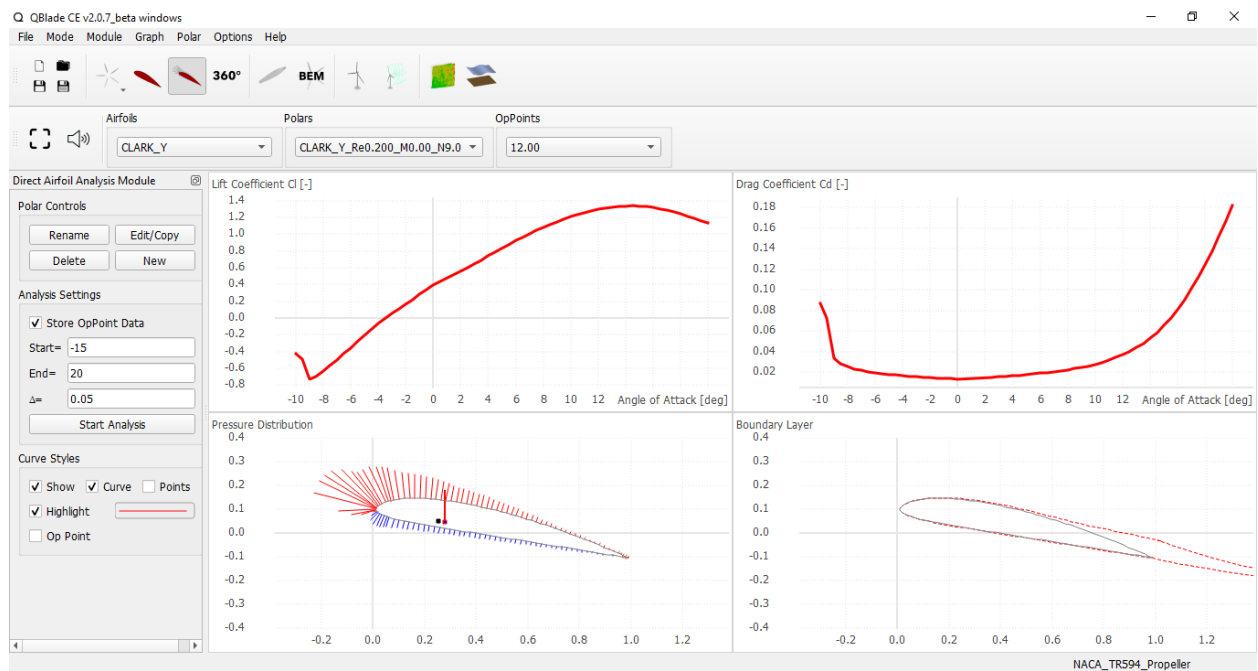 QBlade CE v2.0.7_beta windows
File Mode Module Graph Polar Options Help
360° BEM
Airfoils Polars OpPoints
CLARK_Y CLARK_Y_Re0.200_M0.00_N9.0 12.00
Direct Airfoil Analysis Module
Polar Controls
Rename Edit/Copy
Delete New
Analysis Settings
Store OpPoint Data
Start= -15
End= 20
Δ= 0.05
Start Analysis
Curve Styles
Show Curve Points
Highlight
Op Point
Lift Coefficient Cl [-]
1.4
1.2
1.0
0.8
0.6
0.4
0.2
0.0
-0.2
-0.4
-0.6
-0.8
-10 -8 -6 -4 -2 0 2 4 6 8 10 12 Angle of Attack [deg]
Drag Coefficient Cd [-]
0.18
0.16
0.14
0.12
0.10
0.08
0.06
0.04
0.02
-10 -8 -6 -4 -2 0 2 4 6 8 10 12 Angle of Attack [deg]
Pressure Distribution
0.4
0.3
0.2
0.1
0.0
-0.1
-0.2
-0.3
-0.4
-0.2 0.0 0.2 0.4 0.6 0.8 1.0 1.2
Boundary Layer
0.4
0.3
0.2
0.1
0.0
-0.1
-0.2
-0.3
-0.4
-0.2 0.0 0.2 0.4 0.6 0.8 1.0 1.2
NACA_TR594_Propeller